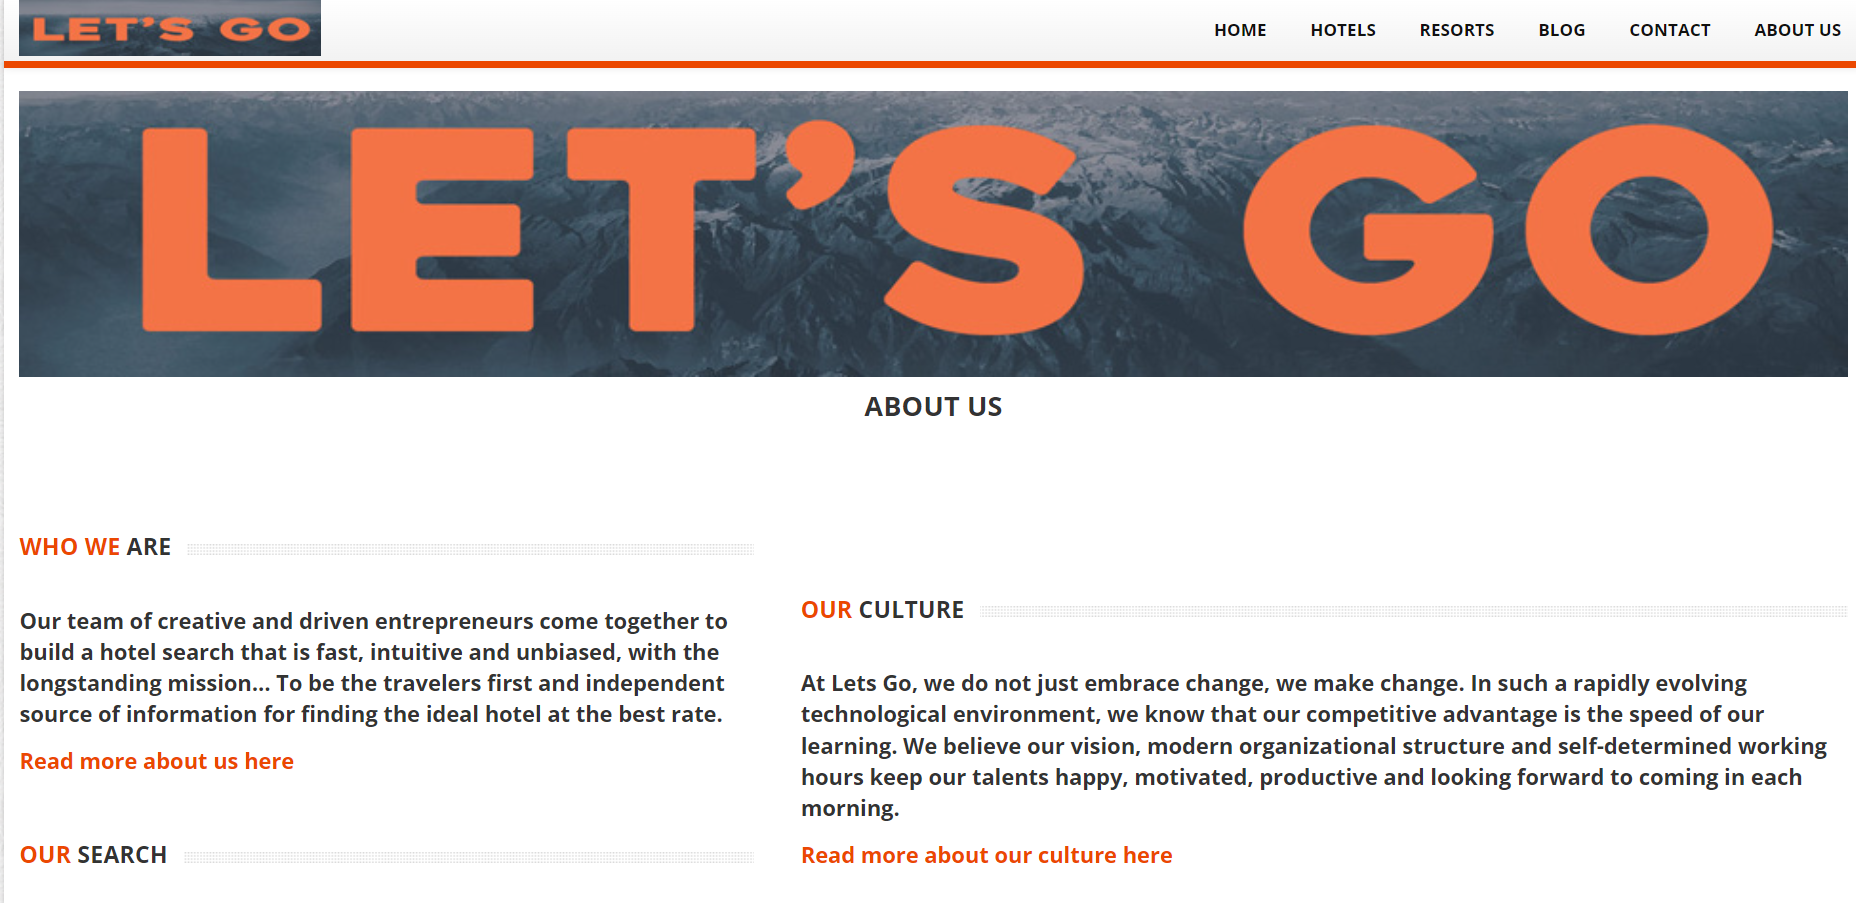 LET'S GO
HOME HOTELS RESORTS BLOG CONTACT ABOUT US
LET'S GO
ABOUT US
WHO WE ARE
Our team of creative and driven entrepreneurs come together to
build a hotel search that is fast, intuitive and unbiased, with the
longstanding mission... To be the travelers first and independent
source of information for finding the ideal hotel at the best rate.
Read more about us here
OUR SEARCH
OUR CULTURE
At Lets Go, we do not just embrace change, we make change. In such a rapidly evolving
technological environment, we know that our competitive advantage is the speed of our
learning. We believe our vision, modern organizational structure and self-determined working
hours keep our talents happy, motivated, productive and looking forward to coming in each
morning.
Read more about our culture here